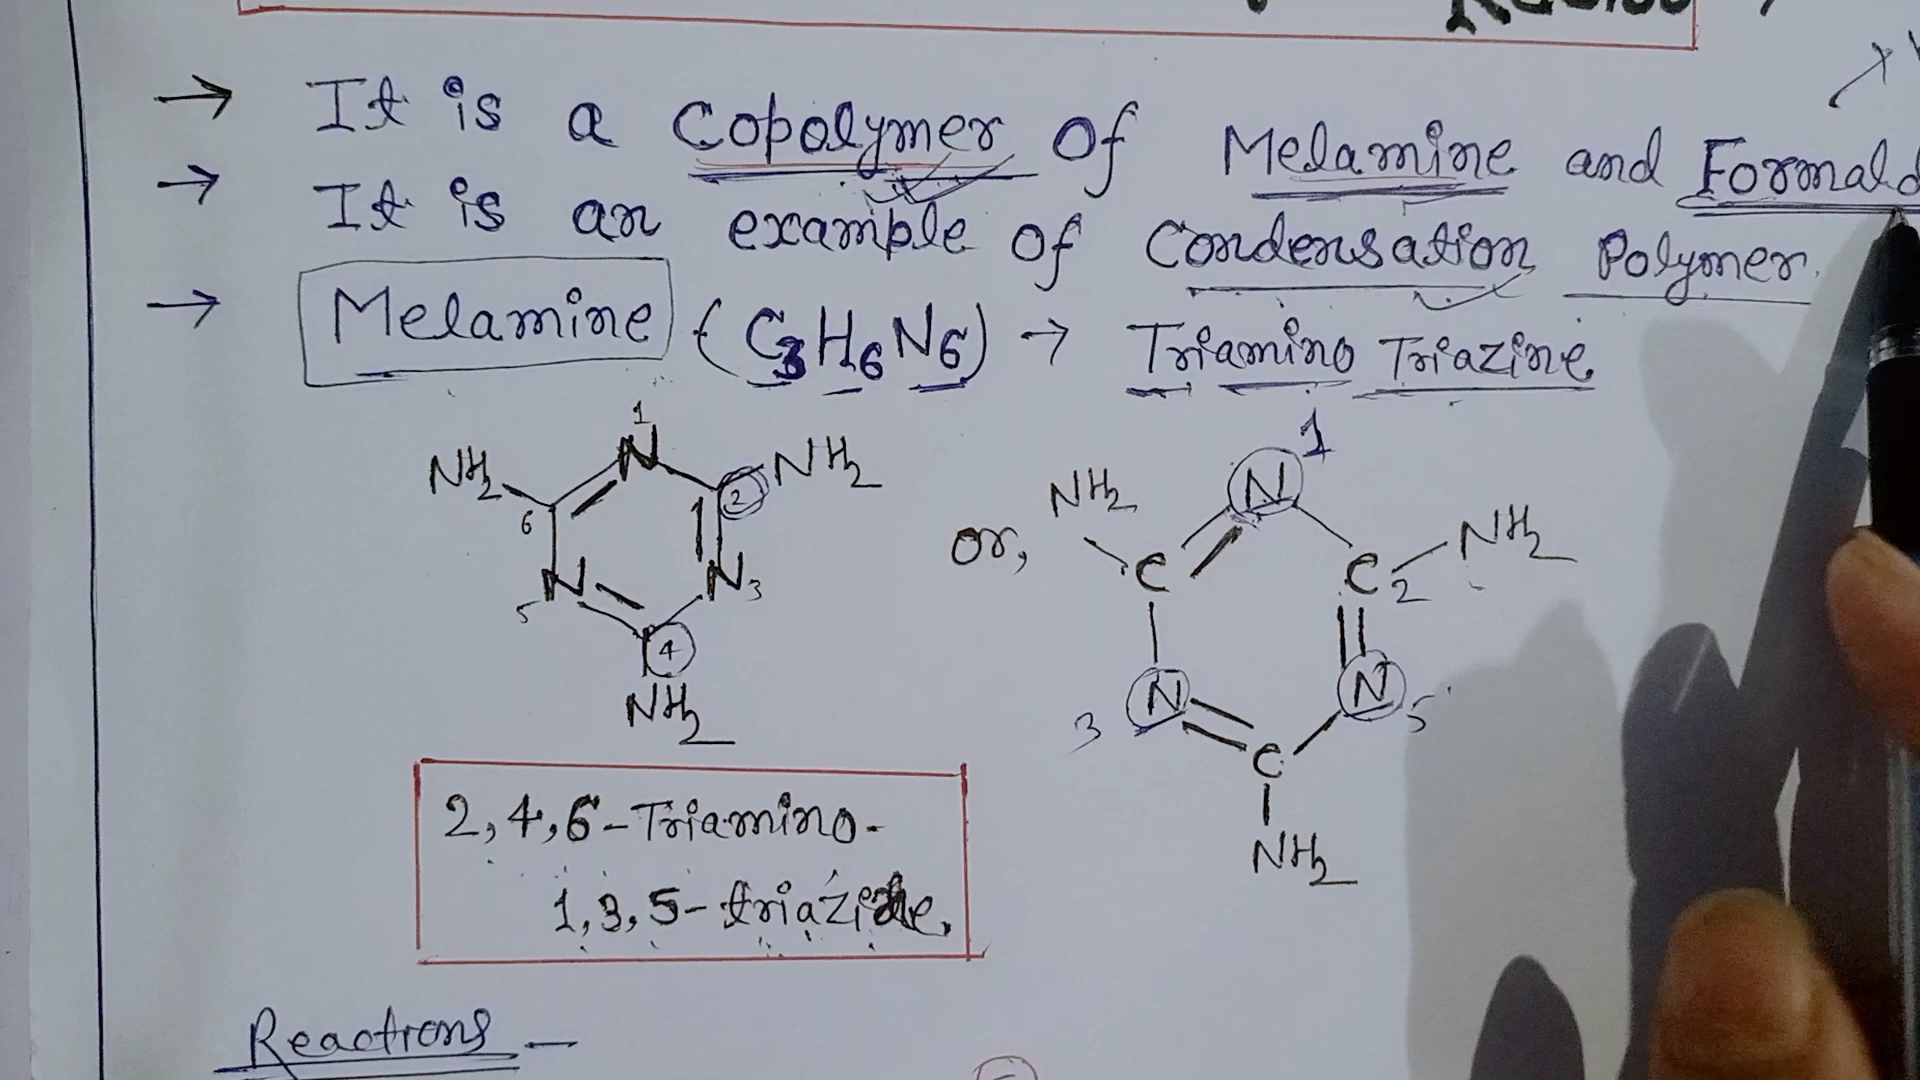 → It is a Copolymer Of Melamine and Formald
→ It is an example of Condensation Polymer.
→ Melamine (C3H6N6) → Triamino Triazine
1
N
NH2
2
NH2
6
N
5
N3
4
NH2
or,
1
N
NH2
C
C2
NH2
N
3
N
5
C
NH2
2,4,6-Triamino-
1,3,5-triazine.
Reactions –